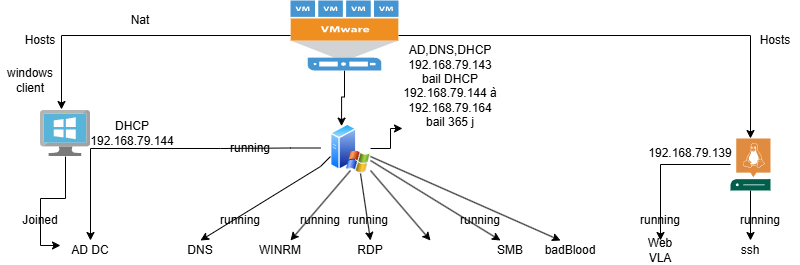 VM VM VM VM
VMware
Nat
Hosts
Hosts
windows
client
AD,DNS,DHCP
192.168.79.143
bail DHCP
192.168.79.144 à
192.168.79.164
bail 365 j
DHCP
192.168.79.144
running
192.168.79.139
Joined
running
running
running
running
running
running
AD DC
DNS
WINRM
RDP
SMB
badBlood
Web
VLA
ssh